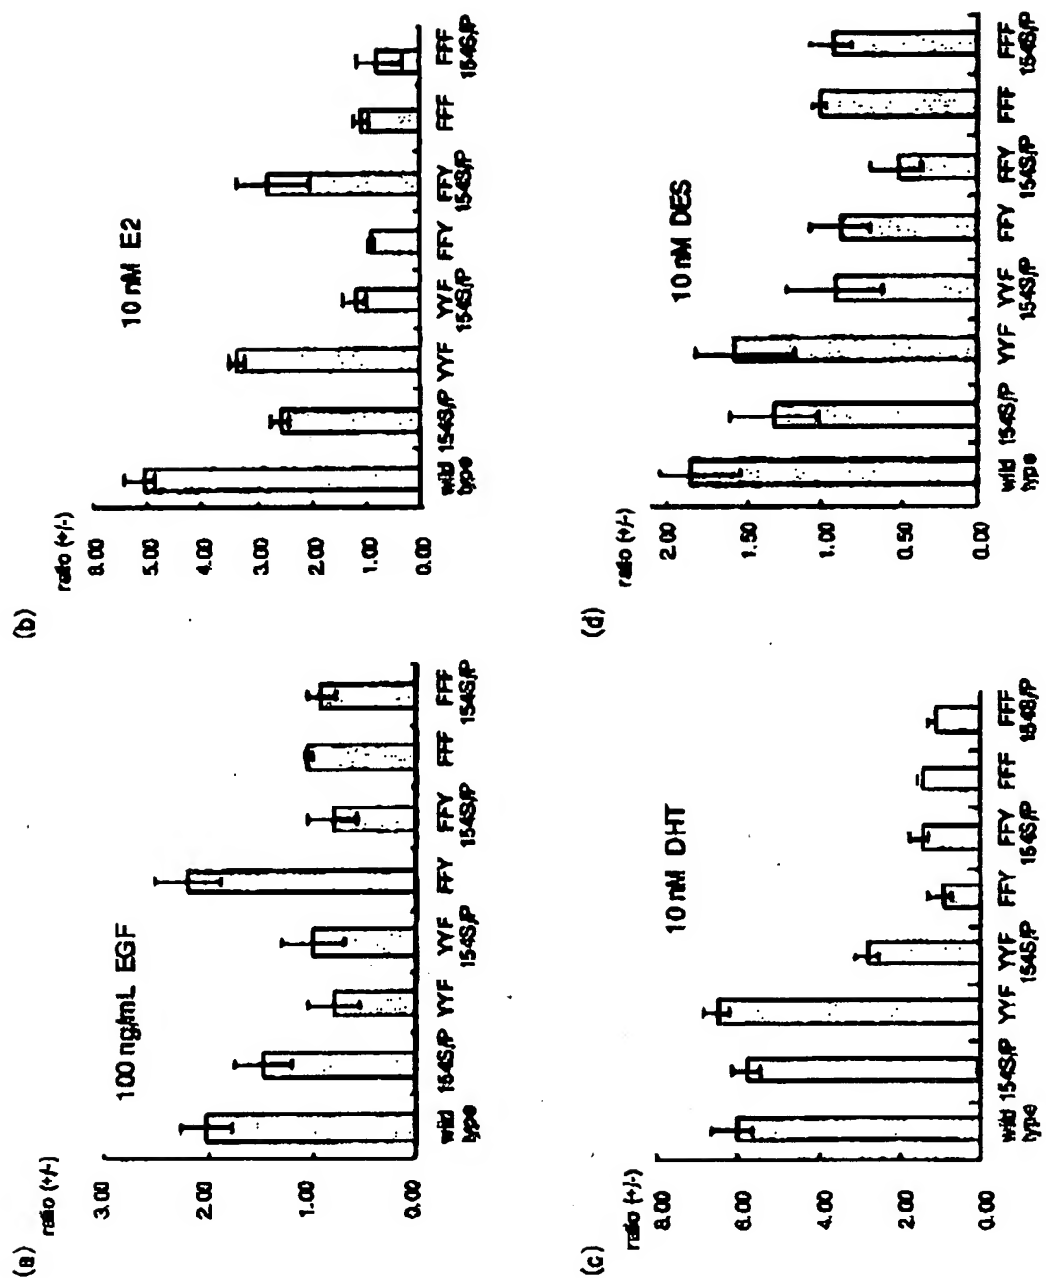 (a)
ratio (+/-)
100 ng/mL EGF
3.00
2.00
1.00
0.00
wild 154S/P YYF YYF FFY FFY FFF FFF
type 154S/P 154S/P 154S/P
(b)
ratio (+/-)
10 nM E2
8.00
5.00
3.00
2.00
1.00
0.00
wild 154S/P YYF YYF FFY FFY FFF FFF
type 154S/P 154S/P 154S/P
(c)
ratio (+/-)
10 nM DHT
8.00
6.00
4.00
2.00
0.00
wild 154S/P YYF YYF FFY FFY FFF FFF
type 154S/P 154S/P 154S/P
(d)
ratio (+/-)
10 nM DES
2.00
1.50
1.00
0.50
0.00
wild 154S/P YYF YYF FFY FFY FFF FFF
type 154S/P 154S/P 154S/P